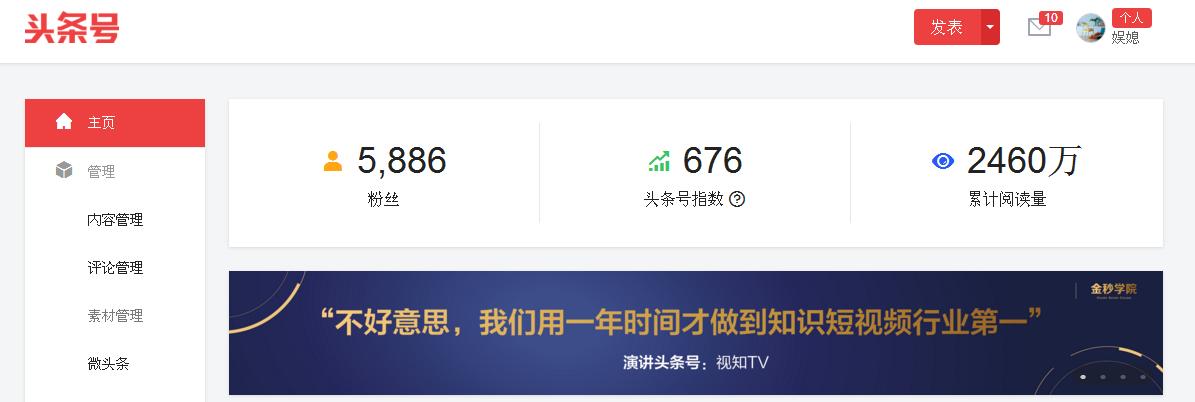 头条号
发表
10
个人
娱媳
主页
管理
内容管理
评论管理
素材管理
微头条
5,886
粉丝
676
头条号指数 ?
2460万
累计阅读量
金秒学院
“不好意思，我们用一年时间才做到知识短视频行业第一”
演讲头条号：视知TV